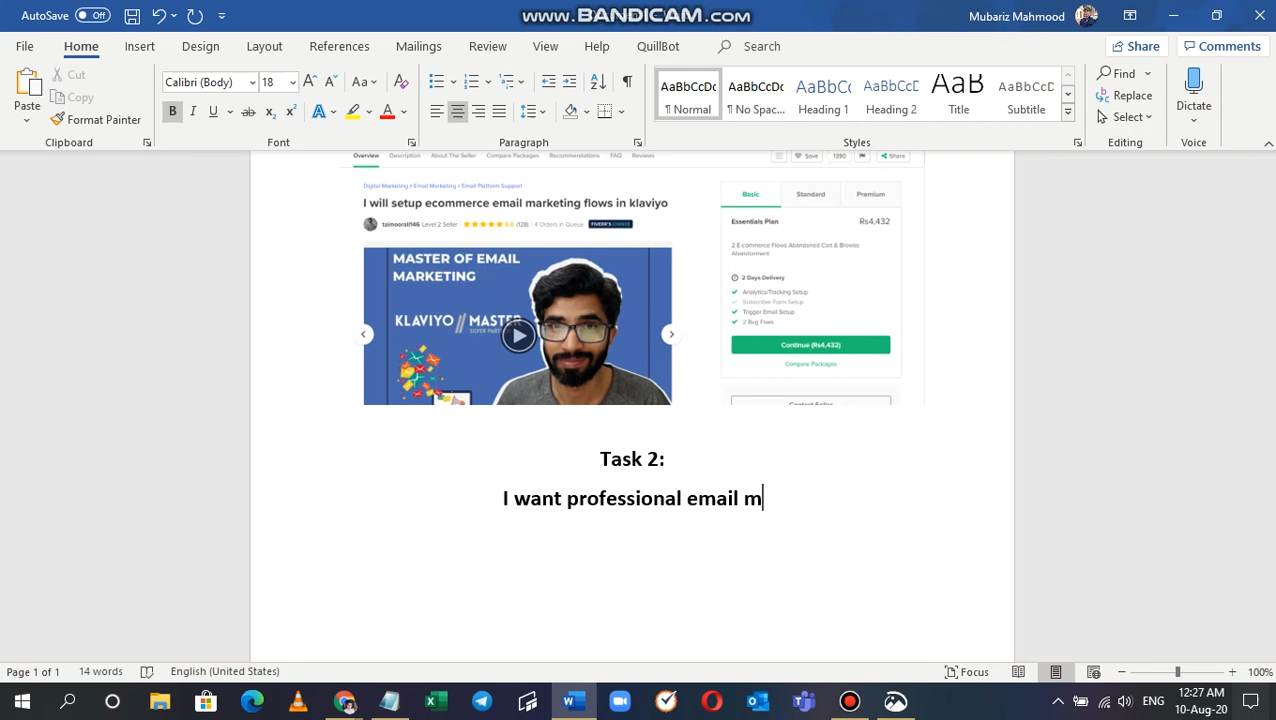 AutoSave Off
www.BANDICAM.com
Mubariz Mahmood
File Home Insert Design Layout References Mailings Review View Help QuillBot Search Share Comments
Paste
Cut
Copy
Format Painter
Clipboard
Calibri (Body) 18
Font
Paragraph
AaBbCcDc AaBbCcDc AaBbCc AaBbCcD AaB AaBbCcD
¶ Normal ¶ No Spac... Heading 1 Heading 2 Title Subtitle
Styles
Find
Replace
Select
Editing
Dictate
Voice
Overview Description About The Seller Compare Packages Recommendations FAQ Reviews Save 1390 Share
Digital Marketing > Email Marketing > Email Platform Support
I will setup ecommerce email marketing flows in klaviyo
taimoorali146 Level 2 Seller 5.0 (129) 4 Orders in Queue FIVERR'S CHOICE
MASTER OF EMAIL
MARKETING
KLAVIYO // MASTER
SILVER PARTNER
Basic Standard Premium
Essentials Plan Rs4,432
2 E-commerce Flows Abandoned Cart & Browse
Abandonment
2 Days Delivery
Analytics/Tracking Setup
Subscriber Form Setup
Trigger Email Setup
2 Bug Fixes
Continue (Rs4,432)
Compare Packages
Contact Seller
Task 2:
I want professional email m
Page 1 of 1 14 words English (United States) Focus 100%
ENG 12:27 AM
10-Aug-20